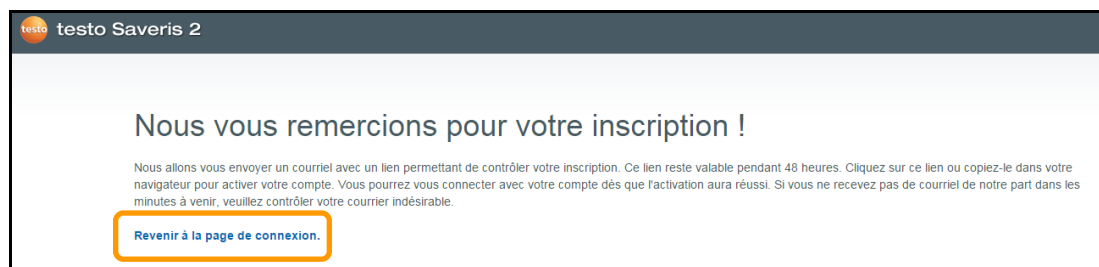 testo testo Saveris 2
Nous vous remercions pour votre inscription !
Nous allons vous envoyer un courriel avec un lien permettant de contrôler votre inscription. Ce lien reste valable pendant 48 heures. Cliquez sur ce lien ou copiez-le dans votre
navigateur pour activer votre compte. Vous pourrez vous connecter avec votre compte dès que l'activation aura réussi. Si vous ne recevez pas de courriel de notre part dans les
minutes à venir, veuillez contrôler votre courrier indésirable.
Revenir à la page de connexion.